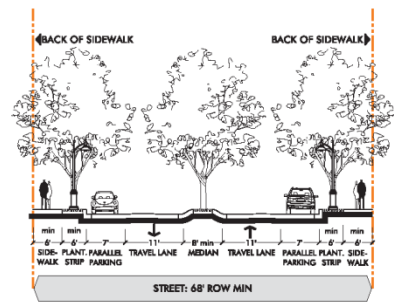 BACK OF SIDEWALK BACK OF SIDEWALK
min min min min
6' 6' 7' 11' 8' min 11' 7' 6' 6'
SIDE- PLANT. PARALLEL TRAVEL LANE MEDIAN TRAVEL LANE PARALLEL PLANT. SIDE-
WALK STRIP PARKING PARKING STRIP WALK
STREET: 68' ROW MIN